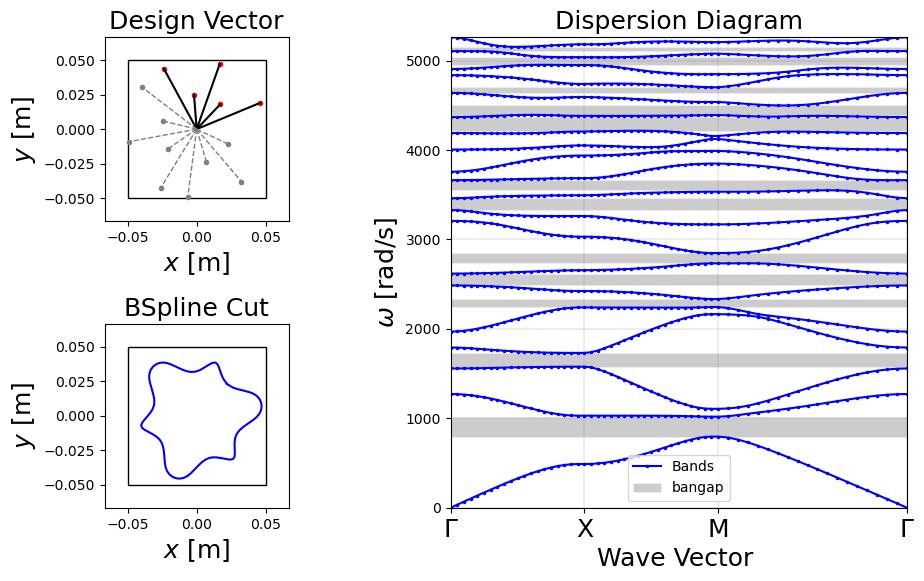 Design Vector
0.050
0.025
0.000
−0.025
−0.050
y [m]
−0.05 0.00 0.05
x [m]
BSpline Cut
0.050
0.025
0.000
−0.025
−0.050
y [m]
−0.05 0.00 0.05
x [m]
Dispersion Diagram
5000
4000
3000
2000
1000
0
ω [rad/s]
Bands
bangap
Γ X M Γ
Wave Vector